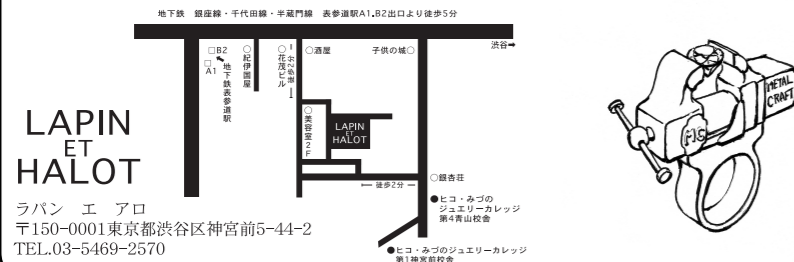 地下鉄 銀座線・千代田線・半蔵門線 表参道駅A1.B2出口より徒歩5分
渋谷➡
□B2
□A1
地下鉄表参道駅
○紀伊国屋
○花茂ビル
徒歩2分
○酒屋
子供の城○
○美容室2F
LAPIN
ET
HALOT
○銀杏荘
徒歩2分
●ヒコ・みづの
ジュエリーカレッジ
第4青山校舎
●ヒコ・みづのジュエリーカレッジ
第1神宮前校舎
LAPIN
ET
HALOT
ラパン エ アロ
〒150-0001東京都渋谷区神宮前5-44-2
TEL.03-5469-2570
METAL
CRAFT
MG